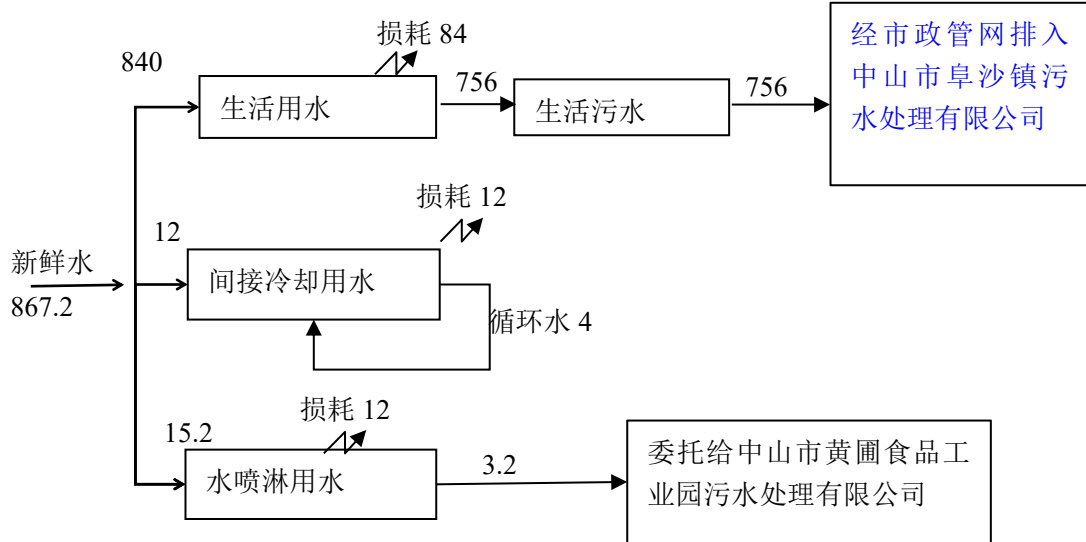 损耗 84
840
生活用水
756
生活污水
756
经市政管网排入
中山市阜沙镇污
水处理有限公司
损耗 12
12
新鲜水
867.2
间接冷却用水
循环水 4
损耗 12
15.2
水喷淋用水
3.2
委托给中山市黄圃食品工
业园污水处理有限公司